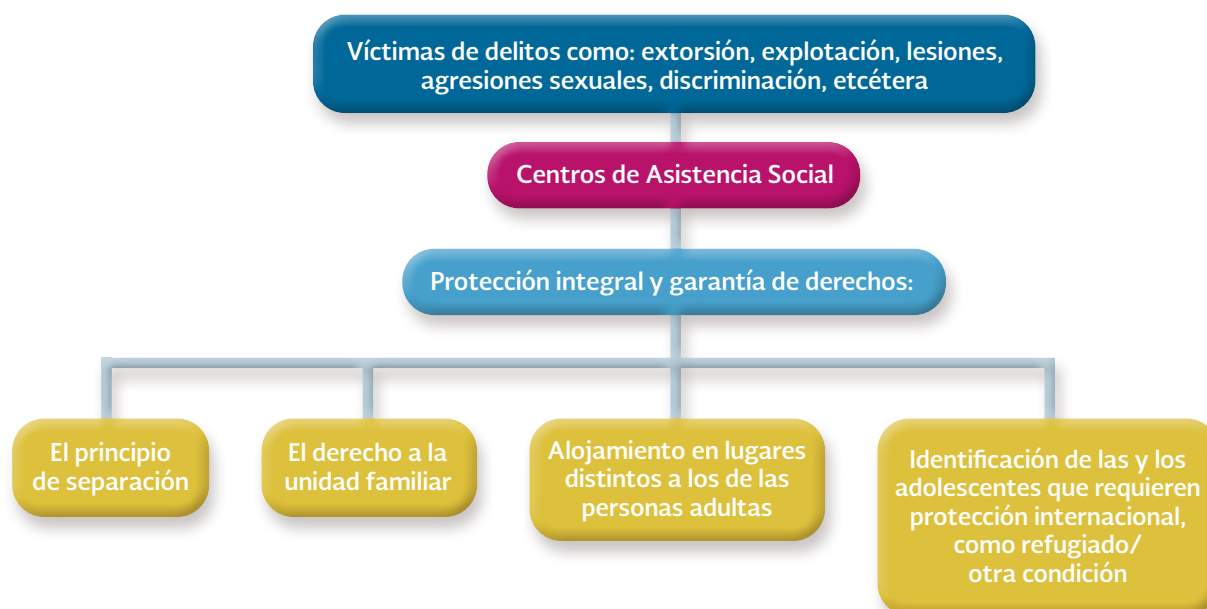 Víctimas de delitos como: extorsión, explotación, lesiones,
agresiones sexuales, discriminación, etcétera
Centros de Asistencia Social
Protección integral y garantía de derechos:
El principio
de separación
El derecho a la
unidad familiar
Alojamiento en lugares
distintos a los de las
personas adultas
Identificación de las y los
adolescentes que requieren
protección internacional,
como refugiado/
otra condición